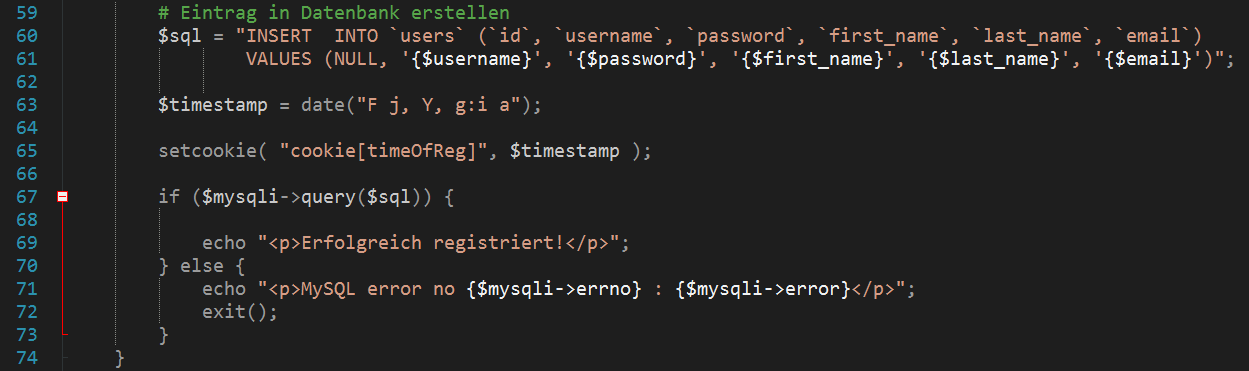 59 # Eintrag in Datenbank erstellen
60 $sql = "INSERT  INTO `users` (`id`, `username`, `password`, `first_name`, `last_name`, `email`)
61 VALUES (NULL, '{$username}', '{$password}', '{$first_name}', '{$last_name}', '{$email}')";
62
63 $timestamp = date("F j, Y, g:i a");
64
65 setcookie( "cookie[timeOfReg]", $timestamp );
66
67 if ($mysqli->query($sql)) {
68
69 echo "<p>Erfolgreich registriert!</p>";
70 } else {
71 echo "<p>MySQL error no {$mysqli->errno} : {$mysqli->error}</p>";
72 exit();
73 }
74 }